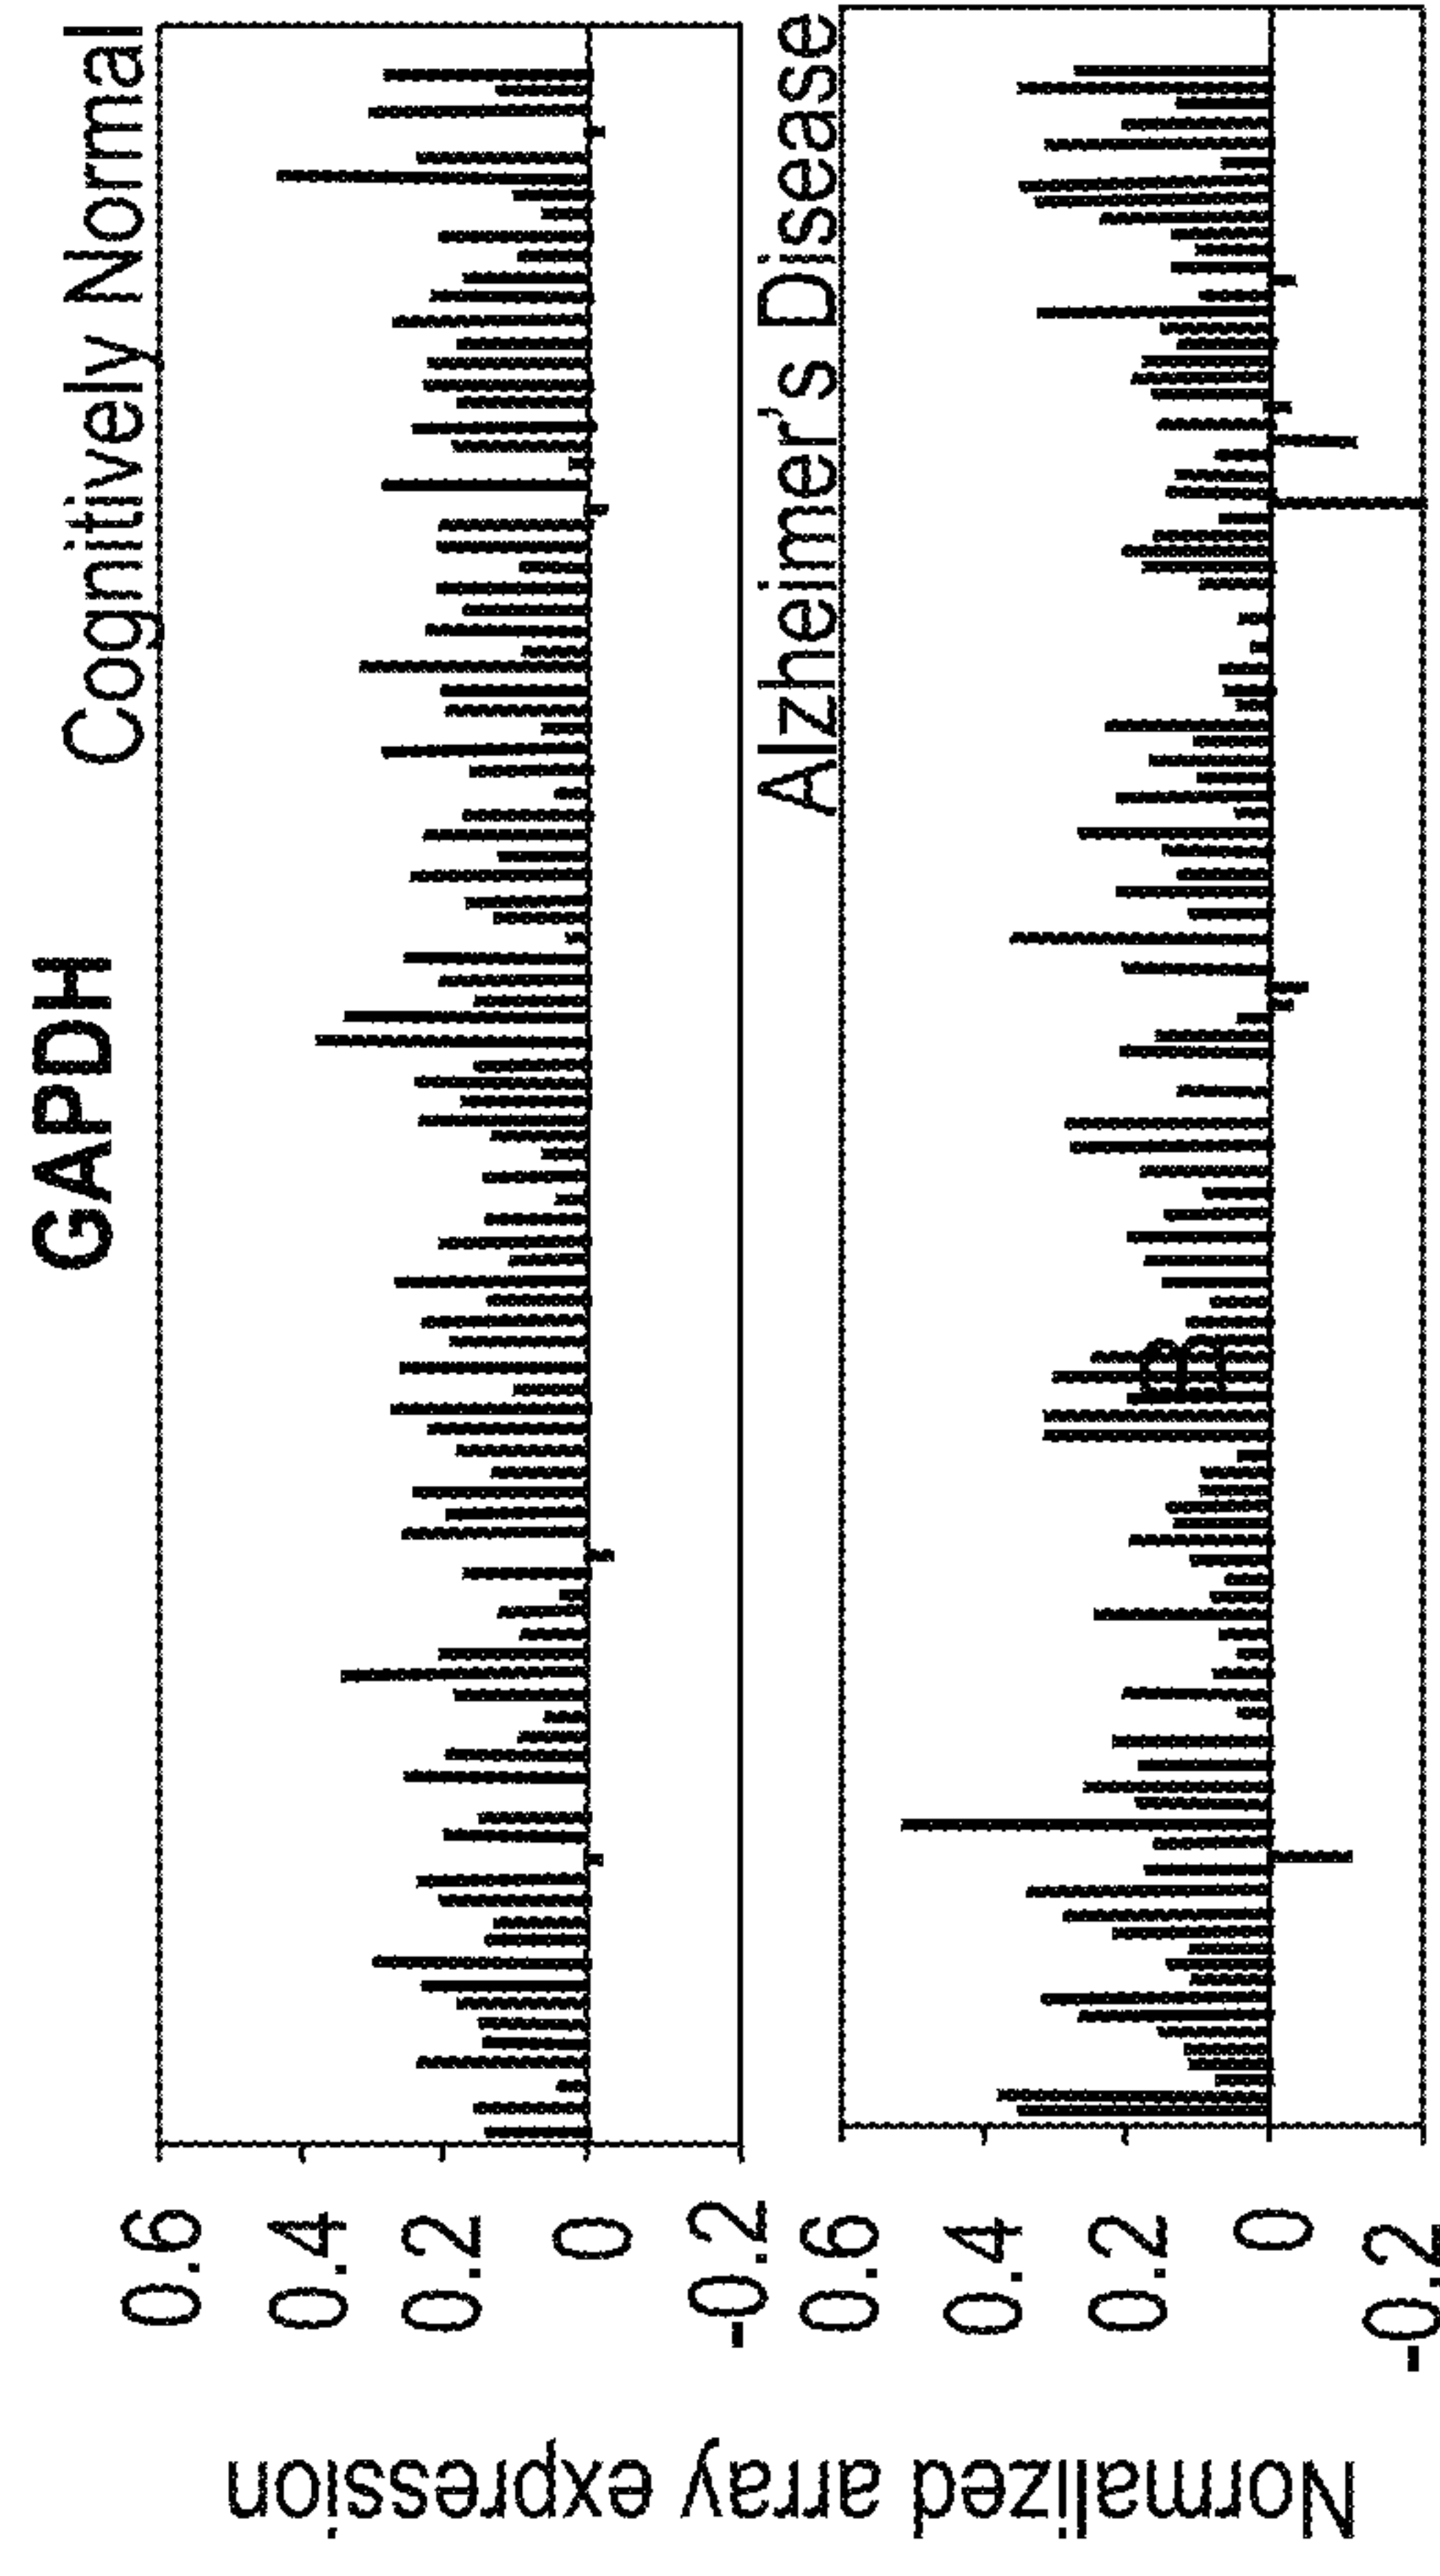 GAPDH
Cognitively Normal
0.6
0.4
0.2
0
-0.2
Alzheimer's Disease
0.6
0.4
0.2
0
-0.2
Normalized array expression
B